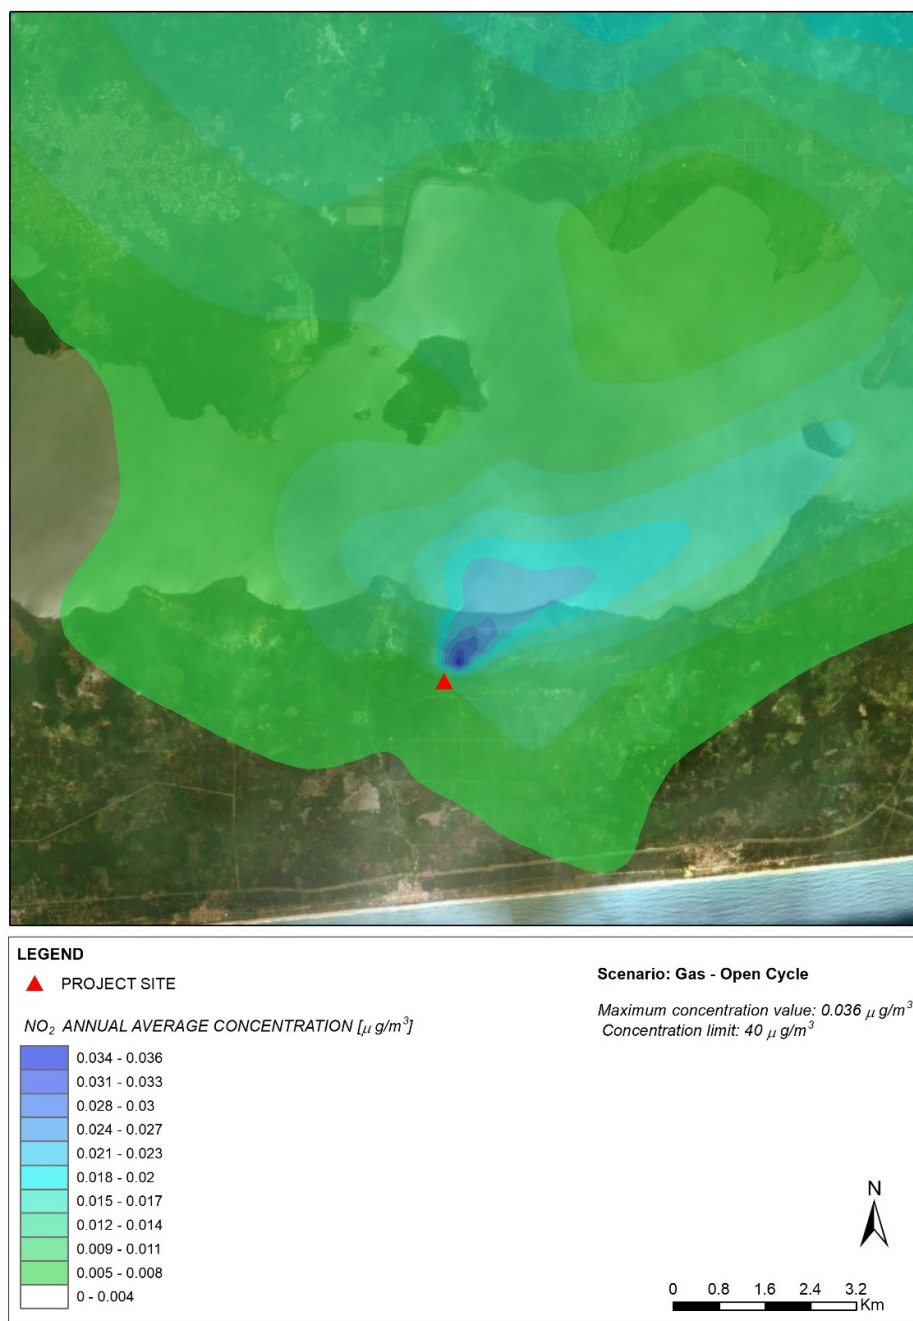 LEGEND
PROJECT SITE
NO₂ ANNUAL AVERAGE CONCENTRATION [μ g/m³]
0.034 - 0.036
0.031 - 0.033
0.028 - 0.03
0.024 - 0.027
0.021 - 0.023
0.018 - 0.02
0.015 - 0.017
0.012 - 0.014
0.009 - 0.011
0.005 - 0.008
0 - 0.004
Scenario: Gas - Open Cycle
Maximum concentration value: 0.036 μ g/m³
Concentration limit: 40 μ g/m³
N
0 0.8 1.6 2.4 3.2
Km